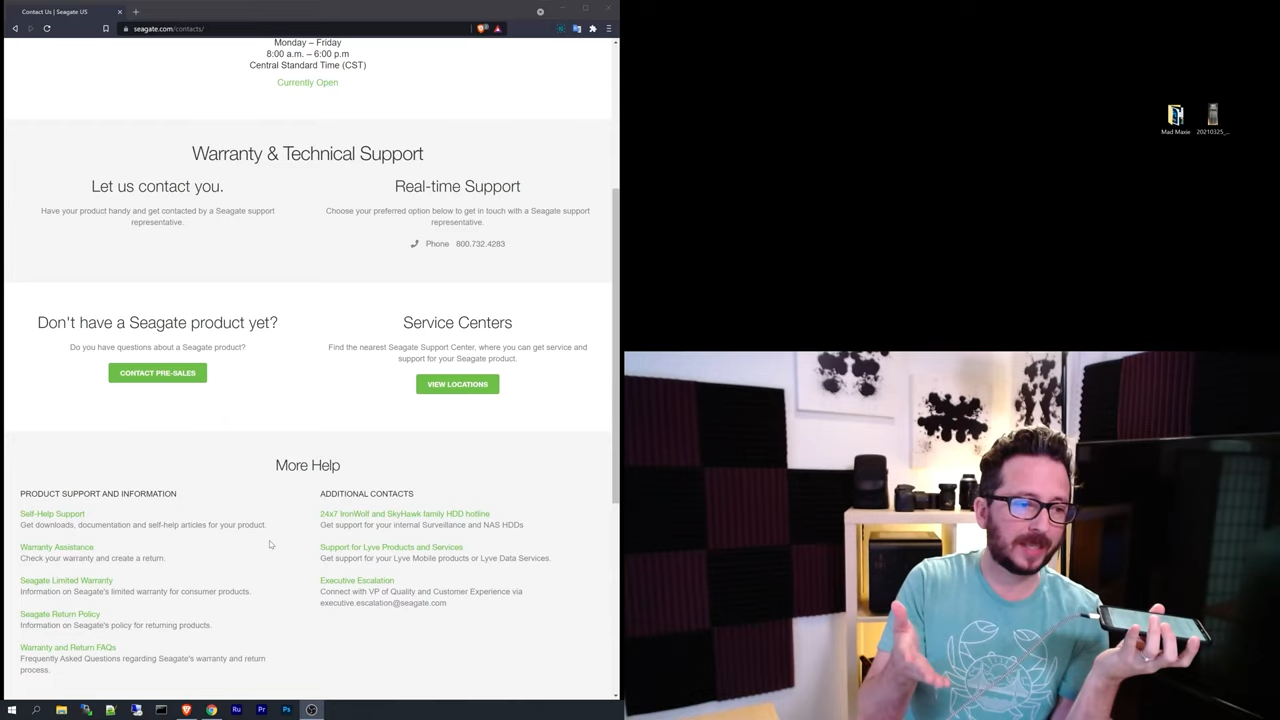 Contact Us | Seagate US
seagate.com/contacts/
Monday – Friday
8:00 a.m. – 6:00 p.m
Central Standard Time (CST)
Currently Open
Warranty & Technical Support
Let us contact you.
Have your product handy and get contacted by a Seagate support
representative.
Real-time Support
Choose your preferred option below to get in touch with a Seagate support
representative.
Phone 800.732.4283
Don't have a Seagate product yet?
Do you have questions about a Seagate product?
CONTACT PRE-SALES
Service Centers
Find the nearest Seagate Support Center, where you can get service and
support for your Seagate product.
VIEW LOCATIONS
More Help
PRODUCT SUPPORT AND INFORMATION
Self-Help Support
Get downloads, documentation and self-help articles for your product.
Warranty Assistance
Check your warranty and create a return.
Seagate Limited Warranty
Information on Seagate's limited warranty for consumer products.
Seagate Return Policy
Information on Seagate's policy for returning products.
Warranty and Return FAQs
Frequently Asked Questions regarding Seagate's warranty and return
process.
ADDITIONAL CONTACTS
24x7 IronWolf and SkyHawk family HDD hotline
Get support for your internal Surveillance and NAS HDDs
Support for Lyve Products and Services
Get support for your Lyve Mobile products or Lyve Data Services.
Executive Escalation
Connect with VP of Quality and Customer Experience via
executive.escalation@seagate.com
Mad Maxie
20210325_...
Ru
Pr
Ps